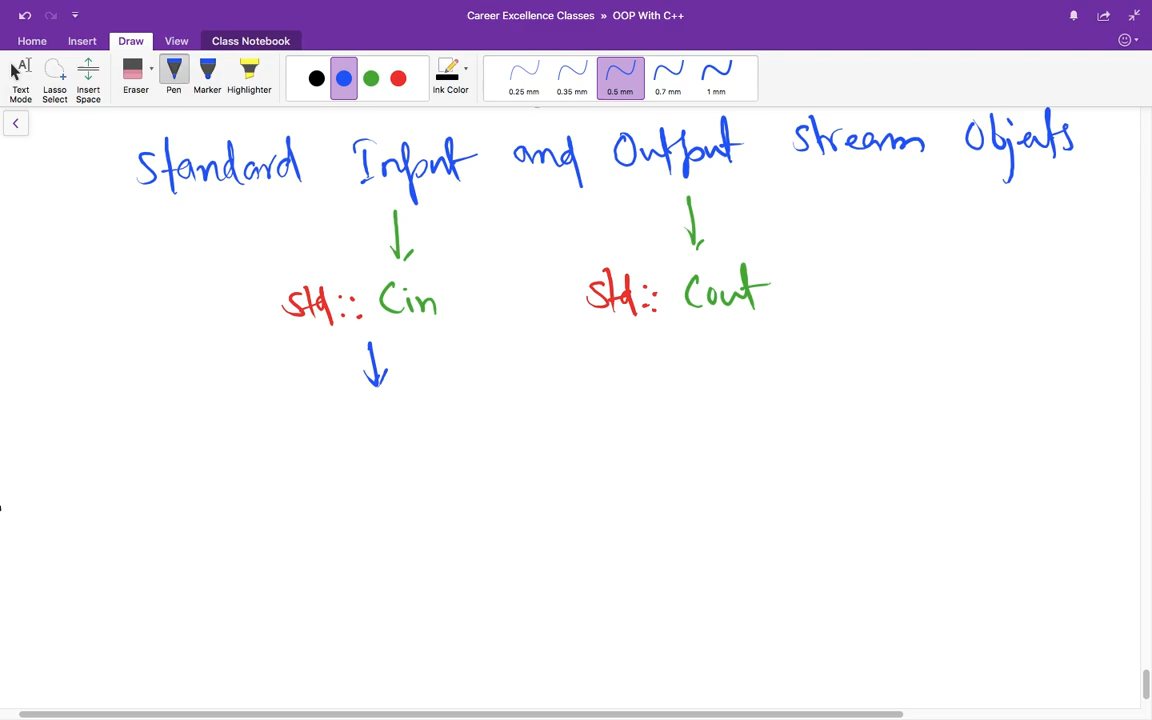 Career Excellence Classes » OOP With C++
Home Insert Draw View Class Notebook
Text Mode Lasso Select Insert Space Eraser Pen Marker Highlighter Ink Color 0.25 mm 0.35 mm 0.5 mm 0.7 mm 1 mm
Standard Input and Output stream Objects
Std:: Cin Std:: Cout